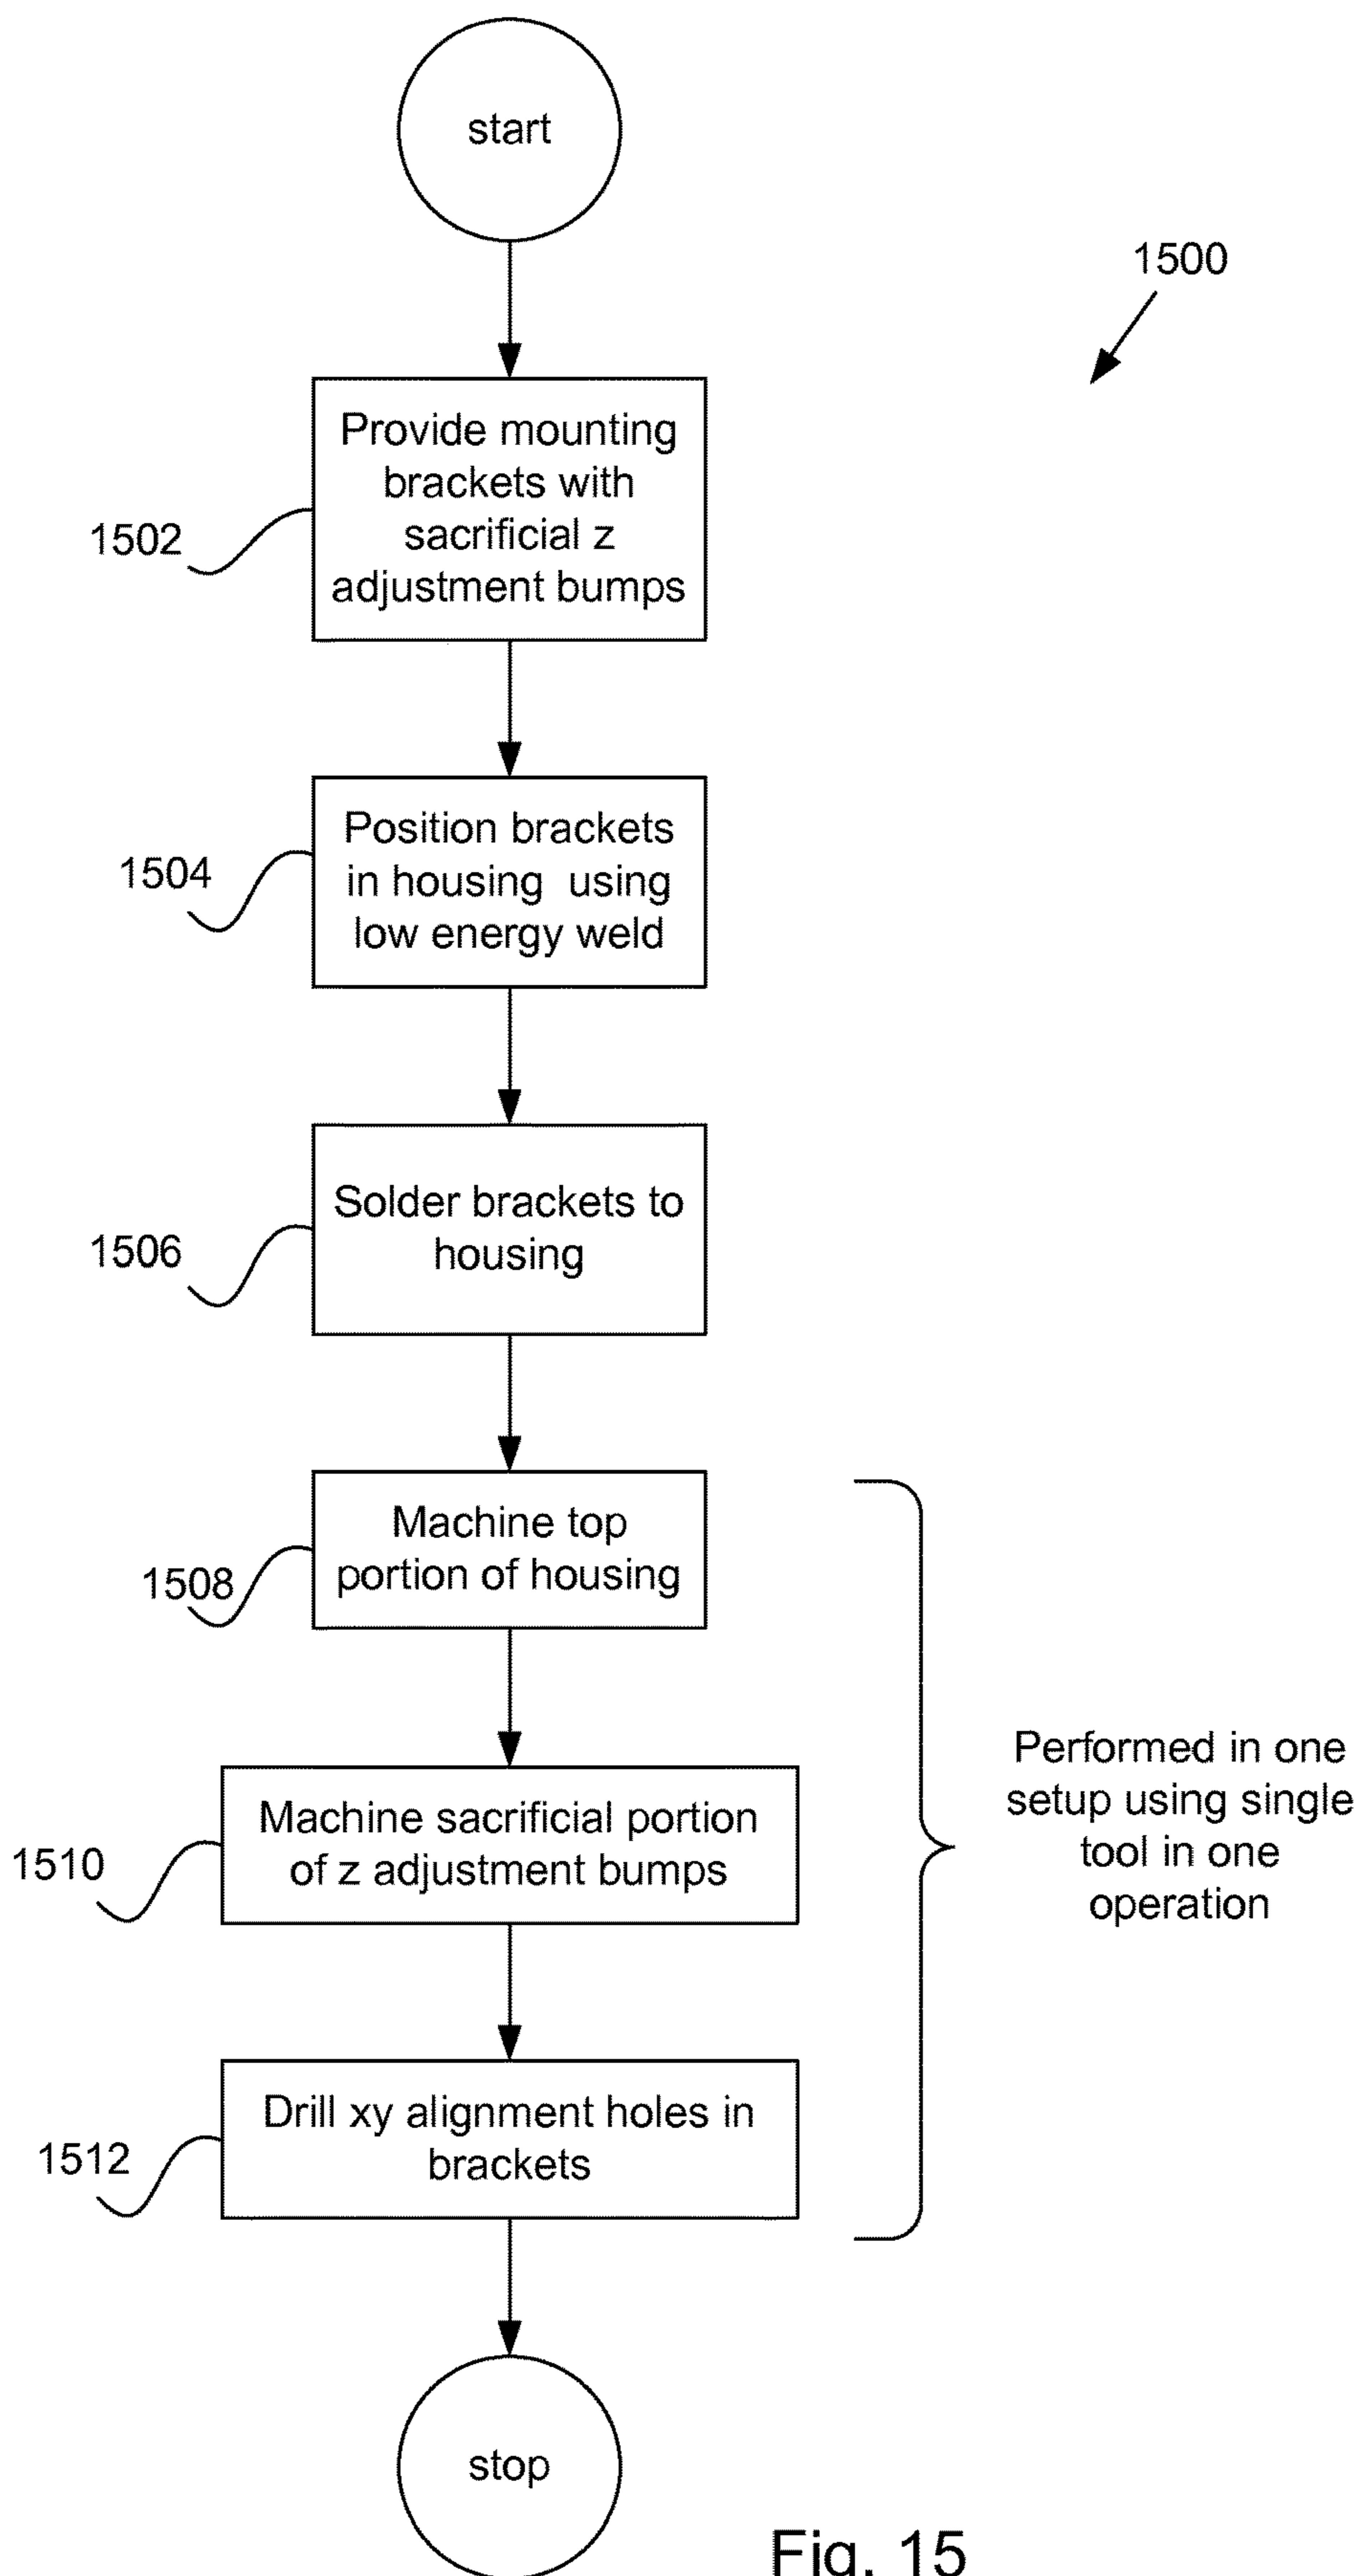 start
1500
Provide mounting
brackets with
sacrificial z
adjustment bumps
1502
Position brackets
in housing using
low energy weld
1504
Solder brackets to
housing
1506
Machine top
portion of housing
1508
Machine sacrificial portion
of z adjustment bumps
1510
Performed in one
setup using single
tool in one
operation
Drill xy alignment holes in
brackets
1512
stop
Fig. 15